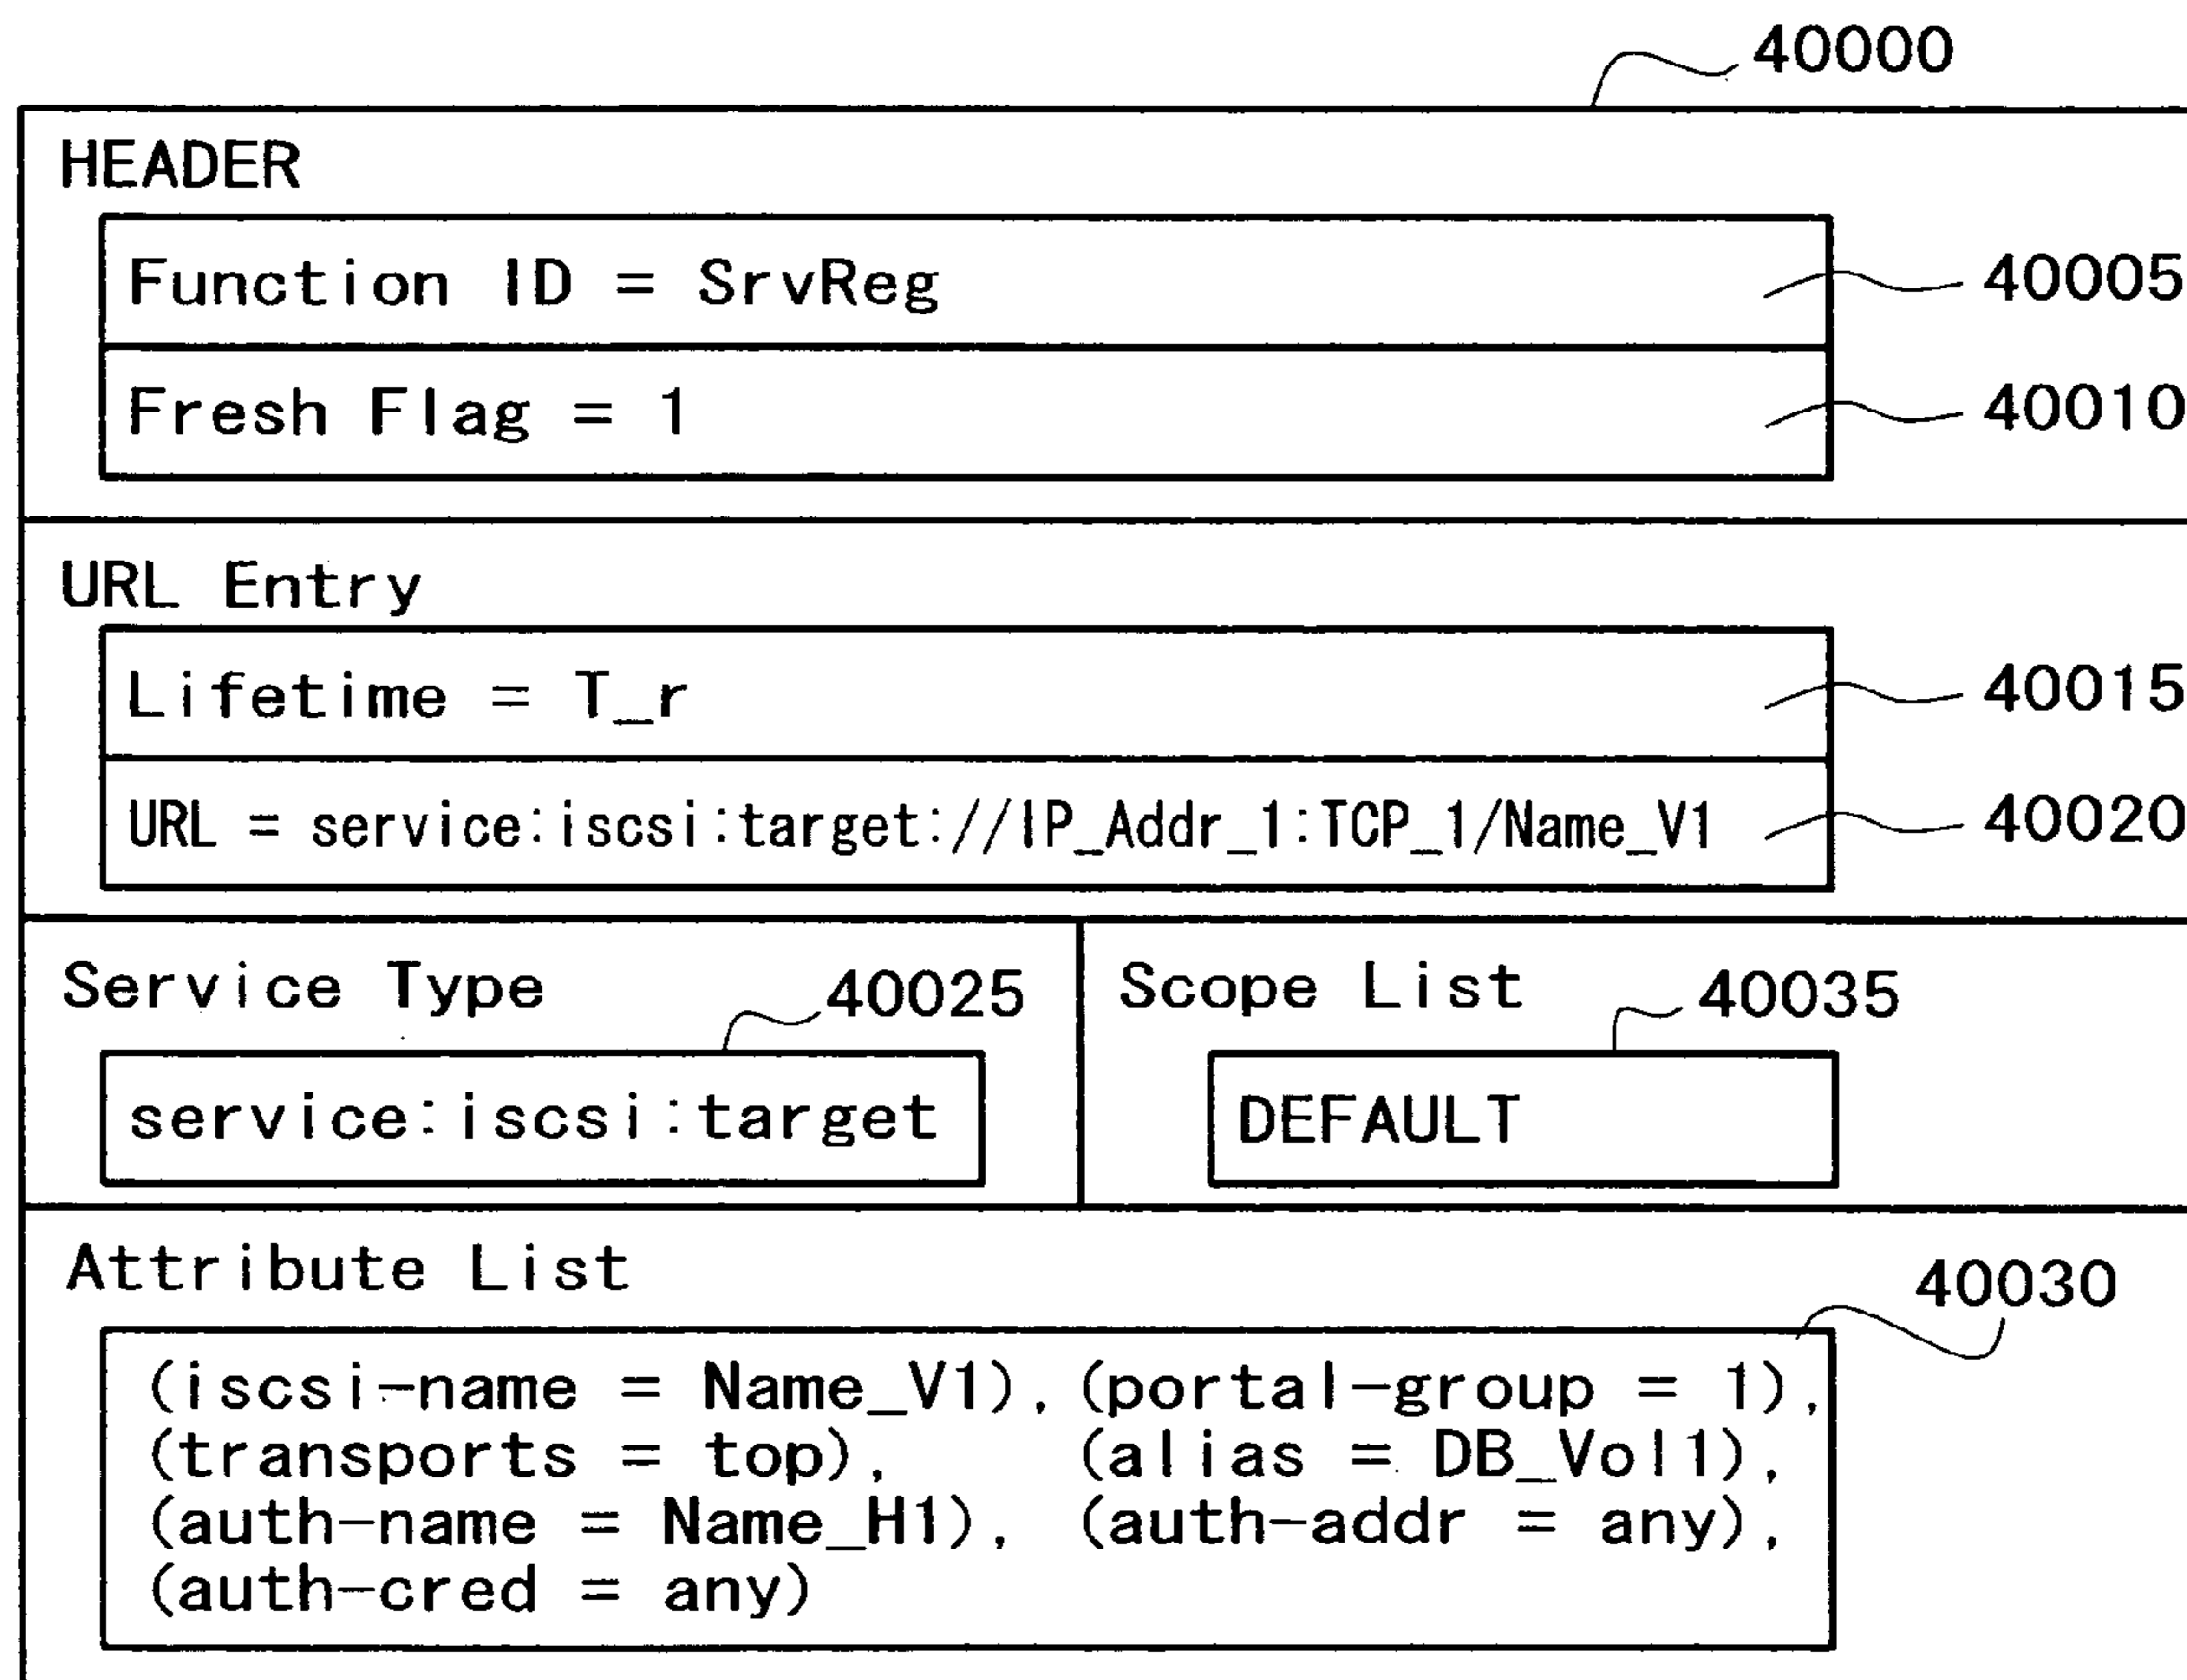 40000
HEADER
Function ID = SrvReg 40005
Fresh Flag = 1 40010
URL Entry
Lifetime = T_r 40015
URL = service:iscsi:target://IP_Addr_1:TCP_1/Name_V1 40020
Service Type 40025
service:iscsi:target
Scope List 40035
DEFAULT
Attribute List 40030
(iscsi-name = Name_V1), (portal-group = 1),
(transports = top), (alias = DB_Vol1),
(auth-name = Name_H1), (auth-addr = any),
(auth-cred = any)